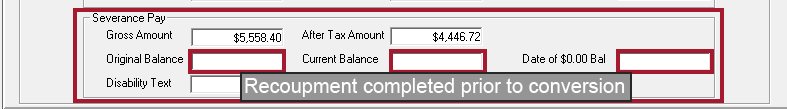 Severance Pay
Gross Amount $5,558.40 After Tax Amount $4,446.72
Original Balance Current Balance Date of $0.00 Bal
Disability Text Recoupment completed prior to conversion